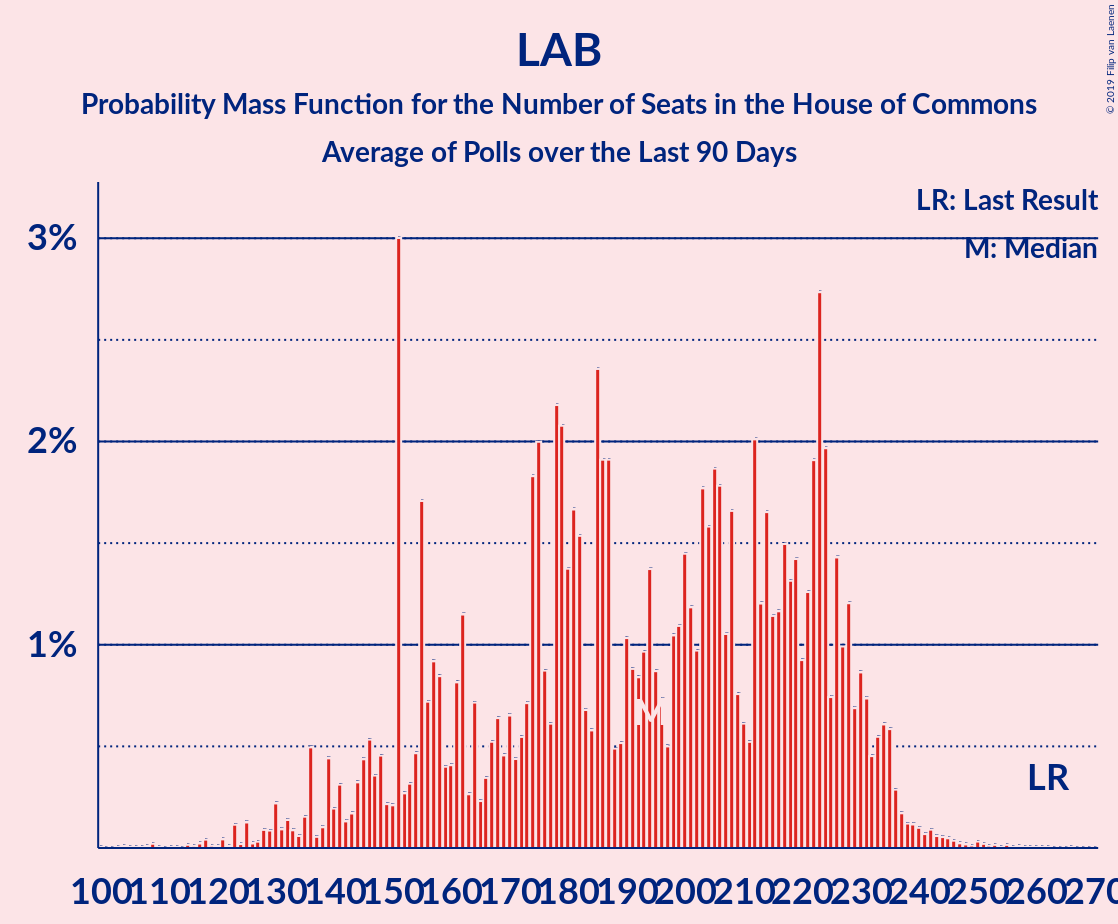 © 2019 Filip van Laenen
LAB
Probability Mass Function for the Number of Seats in the House of Commons
Average of Polls over the Last 90 Days
LR: Last Result
M: Median
3%
2%
1%
M
LR
100 110 120 130 140 150 160 170 180 190 200 210 220 230 240 250 260 270